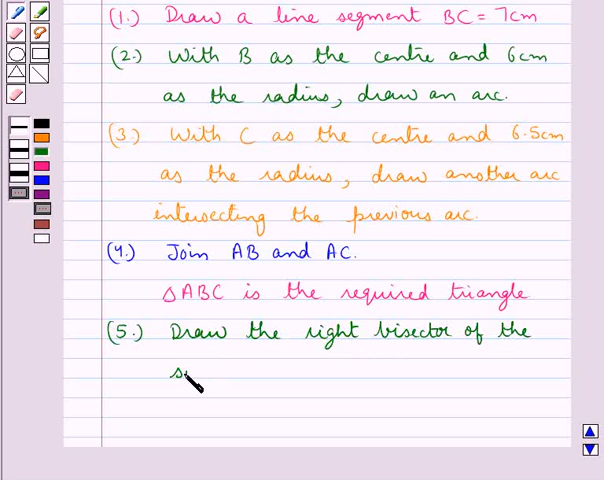 (1.) Draw a line segment BC = 7cm
(2.) With B as the centre and 6cm
as the radius, draw an arc.
(3.) With C as the centre and 6.5cm
as the radius, draw another arc
intersecting the previous arc.
(4.) Join AB and AC.
△ABC is the required triangle
(5.) Draw the right bisector of the
s